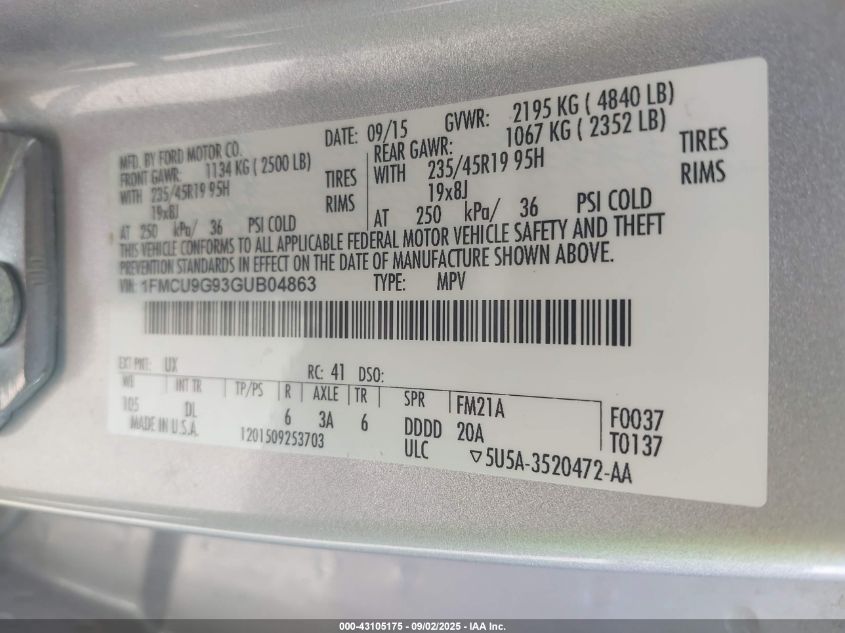 MFD. BY FORD MOTOR CO. DATE: 09/15 GVWR: 2195 KG ( 4840 LB)
FRONT GAWR: 1134 KG ( 2500 LB) REAR GAWR: 1067 KG ( 2352 LB)
WITH 235/45R19 95H TIRES WITH 235/45R19 95H TIRES
19x8J RIMS 19x8J RIMS
AT 250 kPa/ 36 PSI COLD AT 250 kPa/ 36 PSI COLD
THIS VEHICLE CONFORMS TO ALL APPLICABLE FEDERAL MOTOR VEHICLE SAFETY AND THEFT
PREVENTION STANDARDS IN EFFECT ON THE DATE OF MANUFACTURE SHOWN ABOVE.
VIN: 1FMCU9G93GUB04863 TYPE: MPV
EXT PNT: UX RC: 41 DSO:
WB INT TR TP/PS R AXLE TR SPR FM21A F0037
105 DL 6 3A 6 DDDD 20A T0137
MADE IN U.S.A. 1201509253703 ULC ▽5U5A-3520472-AA
000-43105175 - 09/02/2025 - IAA Inc.